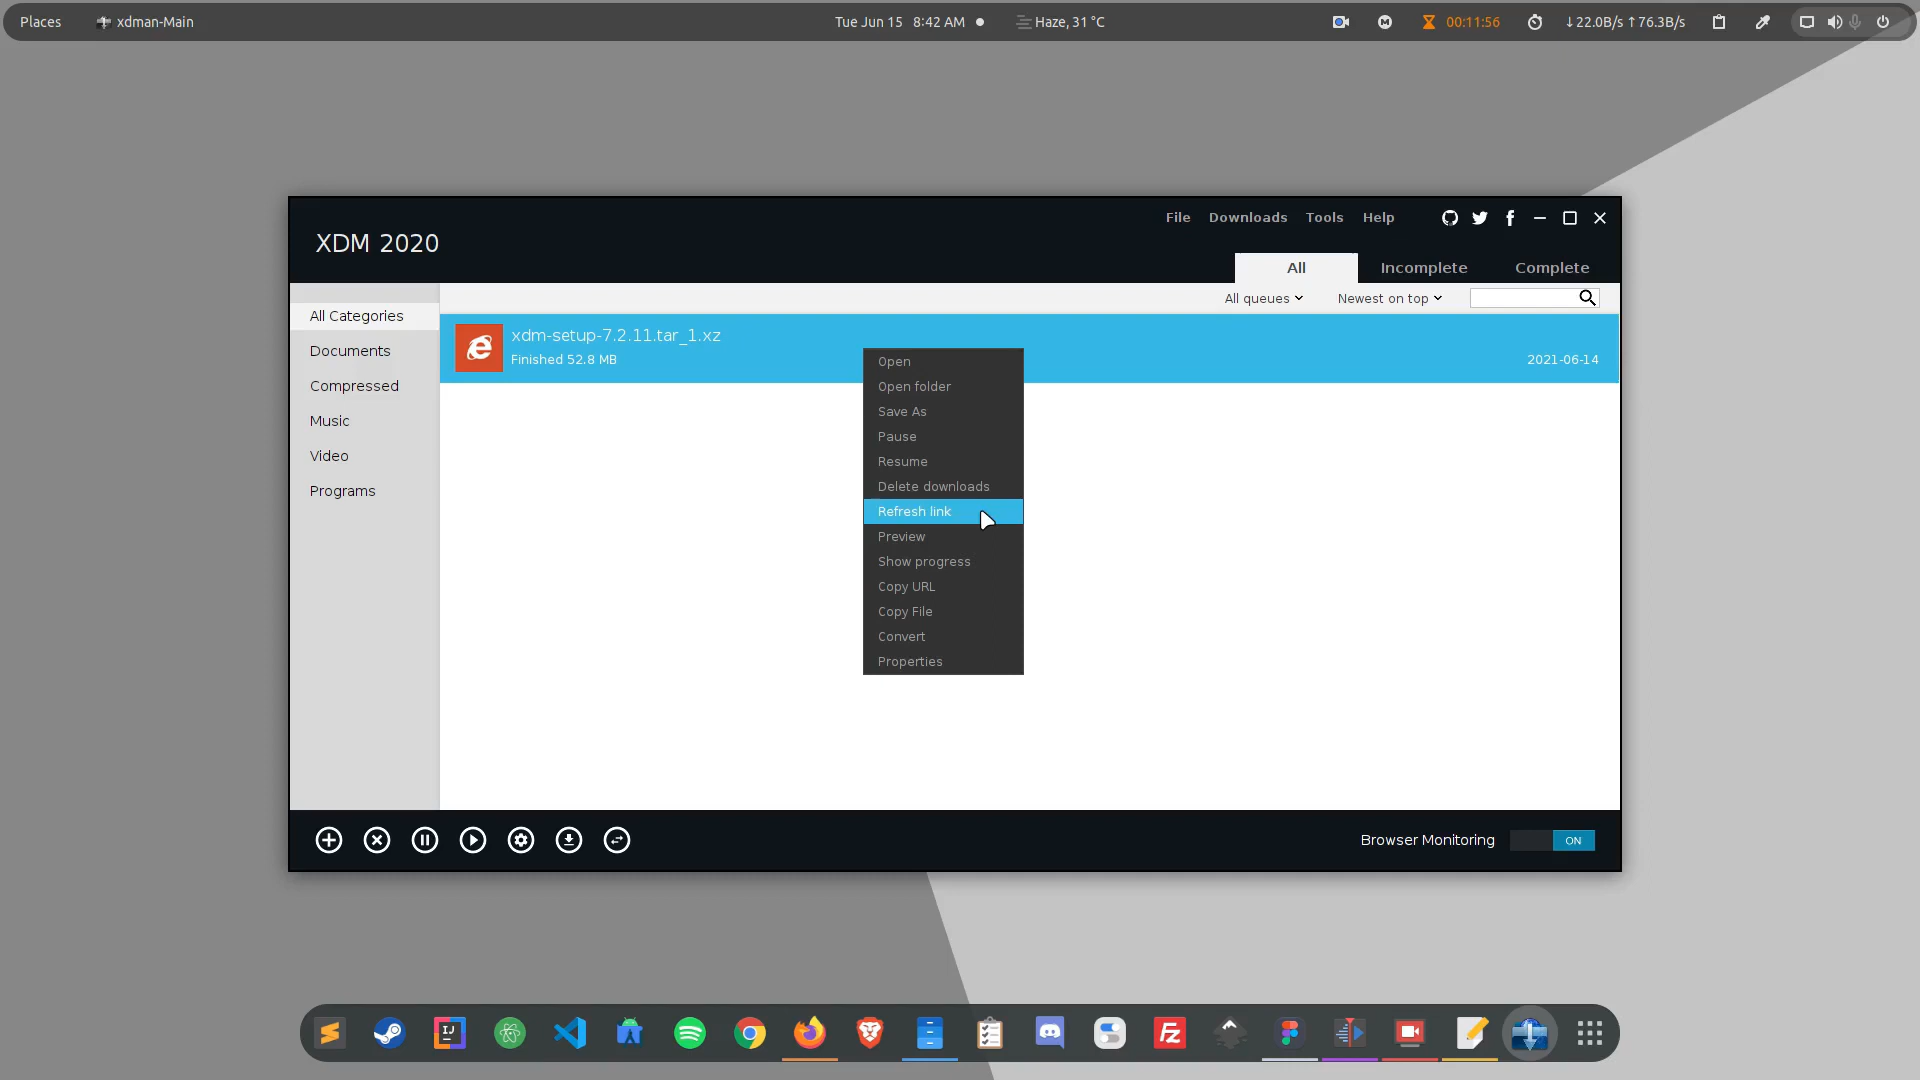 Places
xdman-Main
Tue Jun 15 8:42 AM
Haze, 31 °C
00:11:56
↓22.0B/s ↑76.3B/s
File Downloads Tools Help
XDM 2020
All Incomplete Complete
All queues
Newest on top
All Categories
Documents
Compressed
Music
Video
Programs
xdm-setup-7.2.11.tar_1.xz
Finished 52.8 MB
2021-06-14
Open
Open folder
Save As
Pause
Resume
Delete downloads
Refresh link
Preview
Show progress
Copy URL
Copy File
Convert
Properties
Browser Monitoring
ON
IJ
Fz